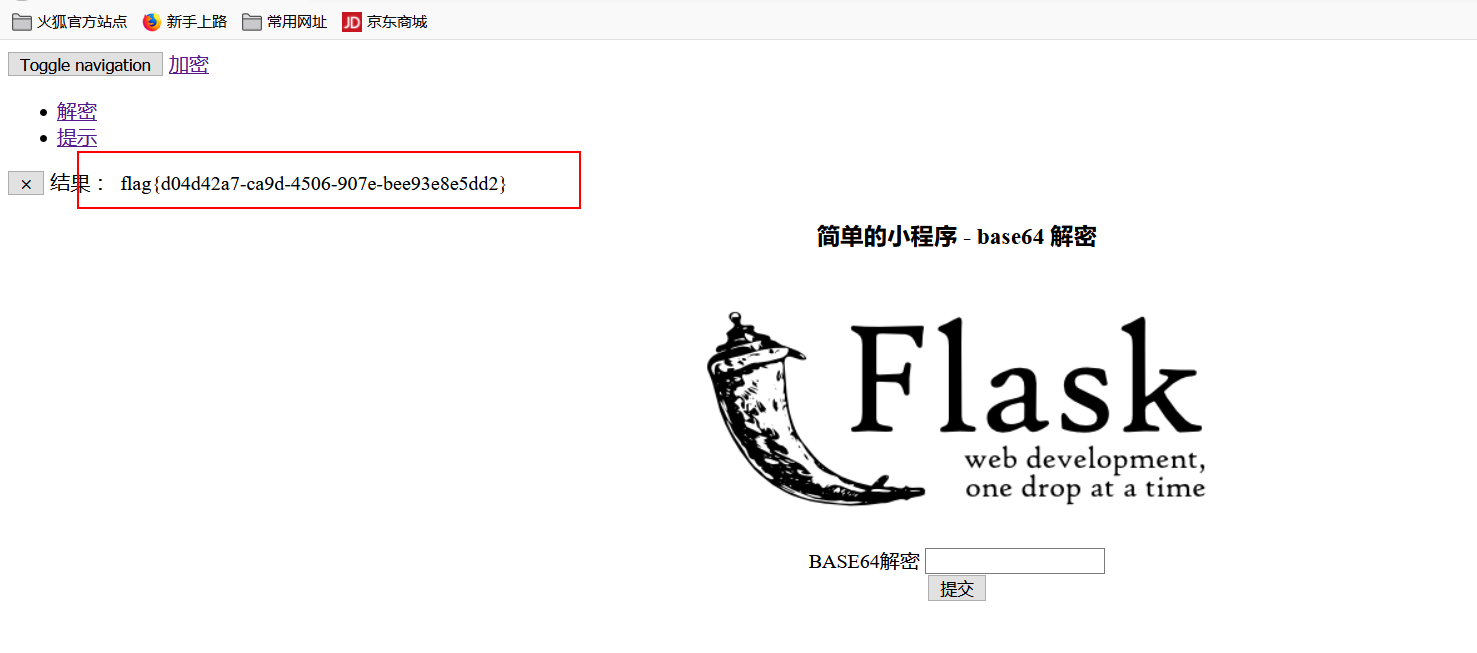 火狐官方站点 新手上路 常用网址 JD 京东商城
Toggle navigation 加密
解密
提示
× 结果： flag{d04d42a7-ca9d-4506-907e-bee93e8e5dd2}
简单的小程序 - base64 解密
Flask
web development,
one drop at a time
BASE64解密
提交